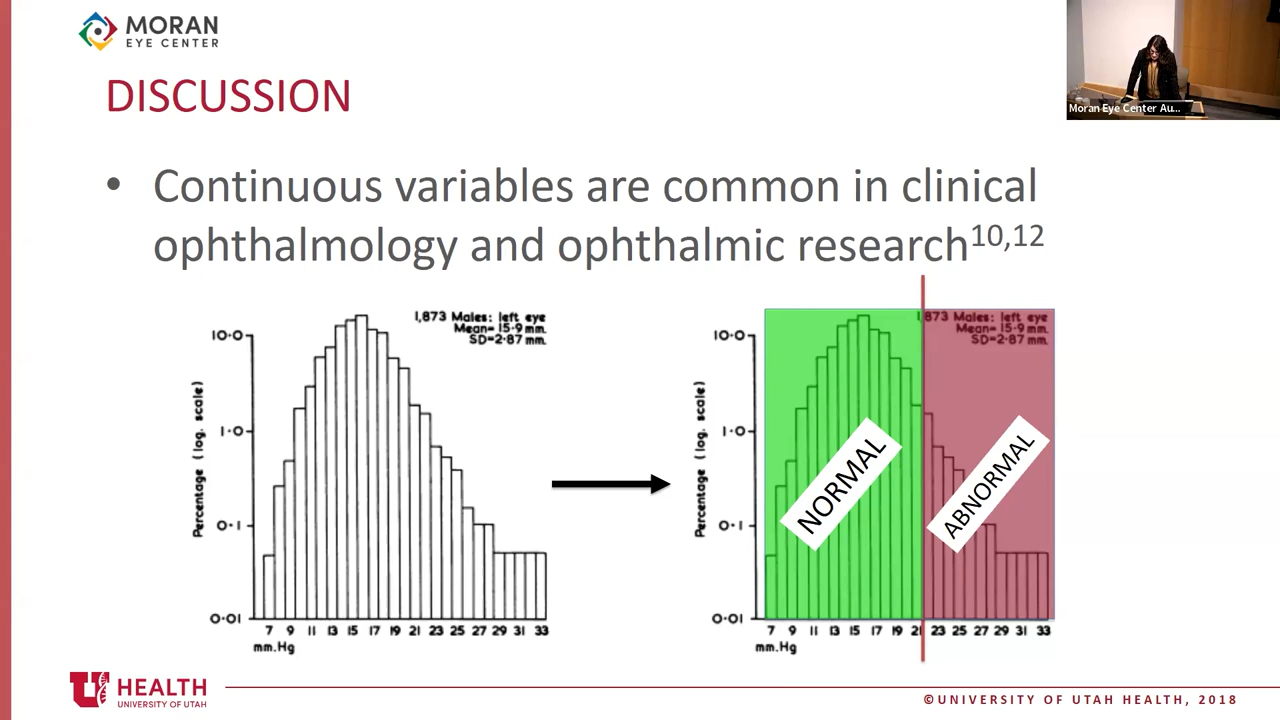 MORAN
EYE CENTER
Moran Eye Center Au...
DISCUSSION
• Continuous variables are common in clinical
ophthalmology and ophthalmic research10,12
1,873 Males: left eye
Mean= 15·9 mm.
SD=2·87 mm.
Percentage (log. scale)
10·0
1·0
0·1
0·01
7 9 11 13 15 17 19 21 23 25 27 29 31 33
mm.Hg
1,873 Males: left eye
Mean= 15·9 mm.
SD=2·87 mm.
Percentage (log. scale)
10·0
1·0
0·1
0·01
NORMAL
ABNORMAL
7 9 11 13 15 17 19 21 23 25 27 29 31 33
mm.Hg
U HEALTH
UNIVERSITY OF UTAH
©UNIVERSITY OF UTAH HEALTH, 2018